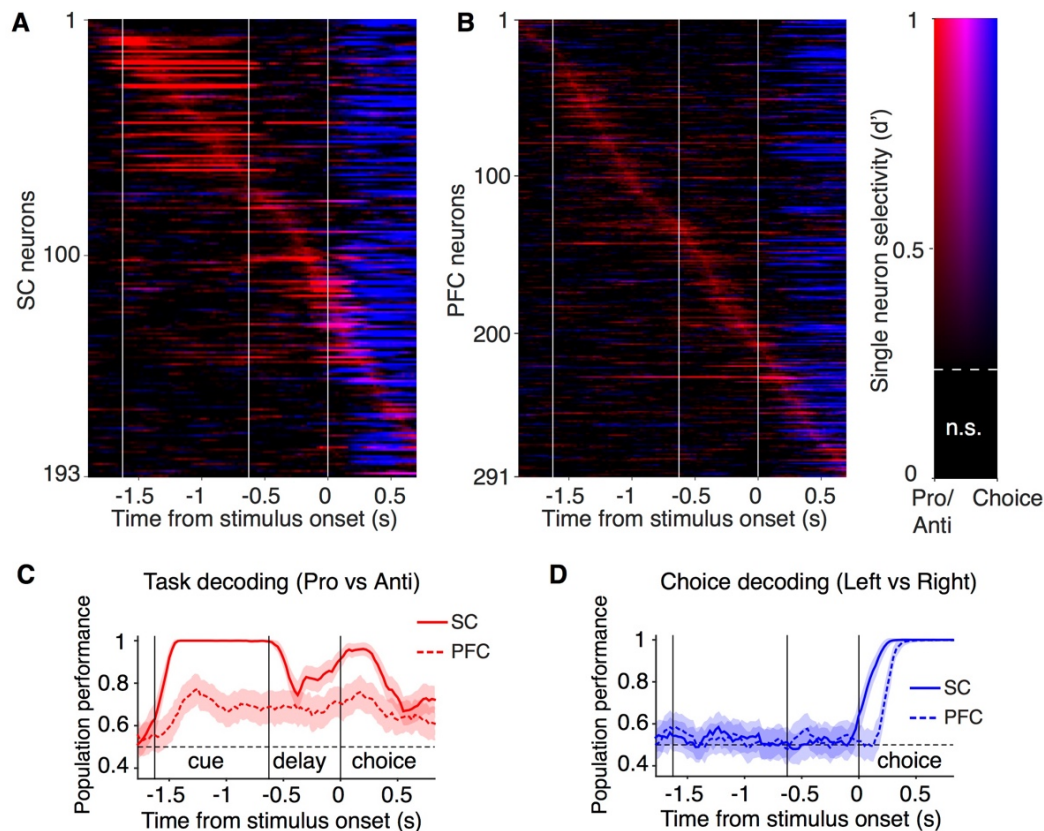 A
1
SC neurons
100
193
-1.5 -1 -0.5 0 0.5
Time from stimulus onset (s)
B
1
PFC neurons
100
200
291
-1.5 -1 -0.5 0 0.5
Time from stimulus onset (s)
Single neuron selectivity (d')
1
0.5
n.s.
0
Pro/
Anti
Choice
C
Task decoding (Pro vs Anti)
Population performance
1
0.8
0.6
0.4
SC
PFC
cue delay choice
-1.5 -1 -0.5 0 0.5
Time from stimulus onset (s)
D
Choice decoding (Left vs Right)
Population performance
1
0.8
0.6
0.4
SC
PFC
choice
-1.5 -1 -0.5 0 0.5
Time from stimulus onset (s)